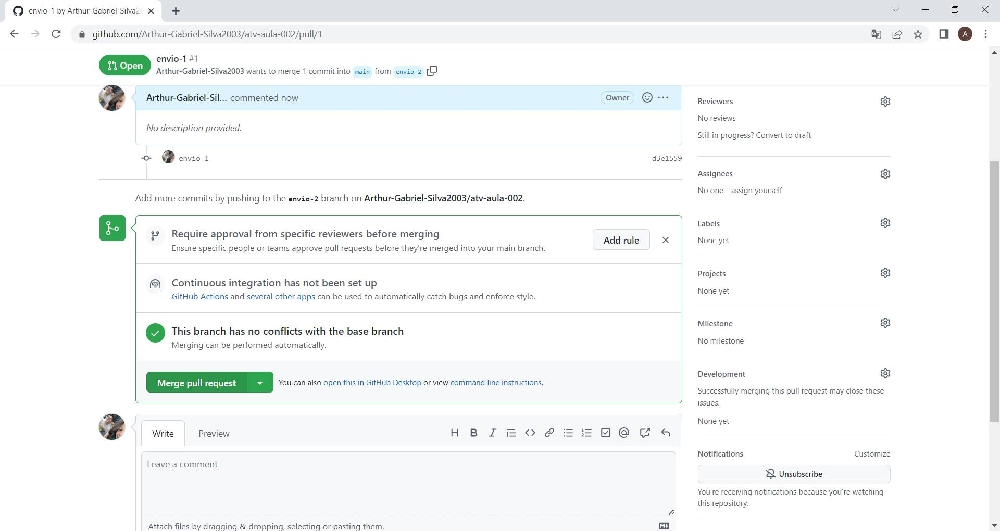 envio-1 by Arthur-Gabriel-Silva20
github.com/Arthur-Gabriel-Silva2003/atv-aula-002/pull/1
A
Open
envio-1 #1
Arthur-Gabriel-Silva2003 wants to merge 1 commit into main from envio-2
Arthur-Gabriel-Sil... commented now
Owner
No description provided.
envio-1
d3e1559
Add more commits by pushing to the envio-2 branch on Arthur-Gabriel-Silva2003/atv-aula-002.
Require approval from specific reviewers before merging
Ensure specific people or teams approve pull requests before they're merged into your main branch.
Add rule
Continuous integration has not been set up
GitHub Actions and several other apps can be used to automatically catch bugs and enforce style.
This branch has no conflicts with the base branch
Merging can be performed automatically.
Merge pull request
You can also open this in GitHub Desktop or view command line instructions.
Write
Preview
Leave a comment
Attach files by dragging & dropping, selecting or pasting them.
Reviewers
No reviews
Still in progress? Convert to draft
Assignees
No one—assign yourself
Labels
None yet
Projects
None yet
Milestone
No milestone
Development
Successfully merging this pull request may close these
issues.
None yet
Notifications
Customize
Unsubscribe
You're receiving notifications because you're watching
this repository.